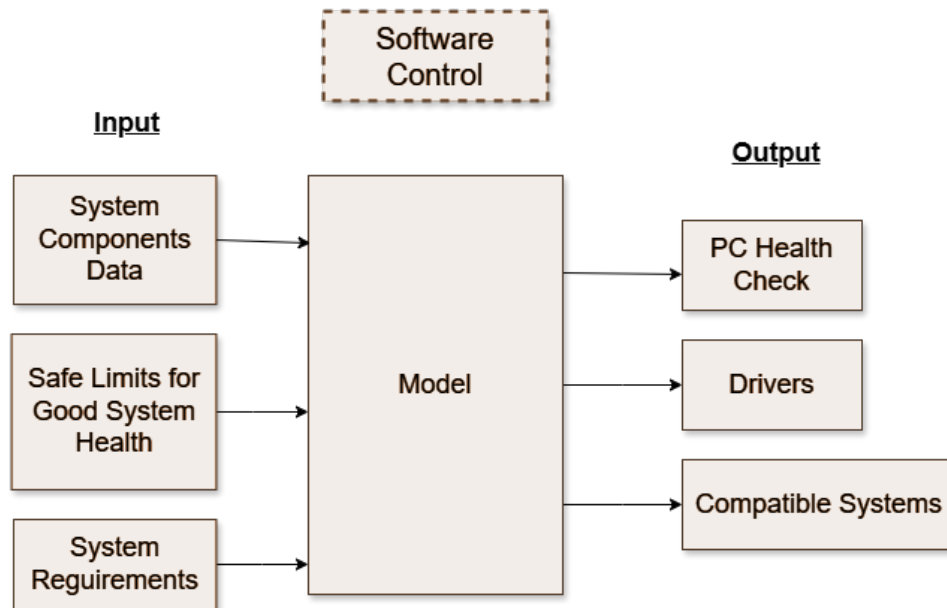 Software
Control
Input
Output
System
Components
Data
PC Health
Check
Safe Limits for
Good System
Health
Model
Drivers
Compatible Systems
System
Reguirements